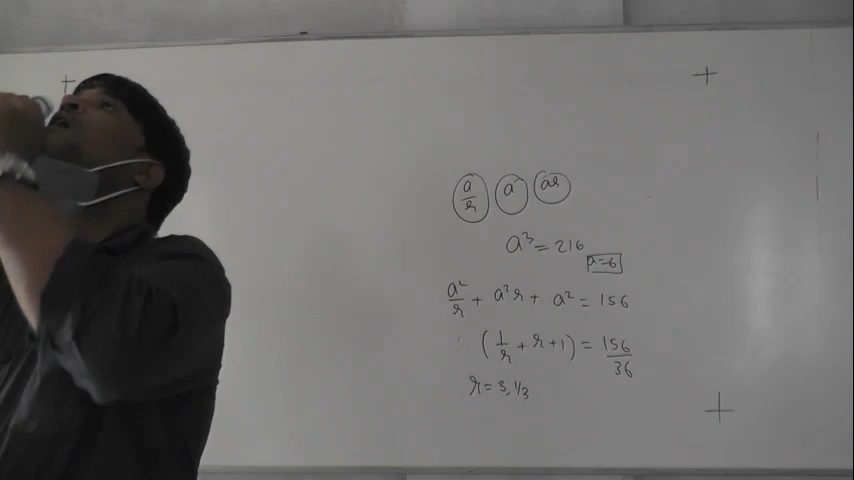 a/r a ar
a³ = 216
a=6
a²/r + a²r + a² = 156
(1/r + r + 1) = 156/36
r = 3, 1/3